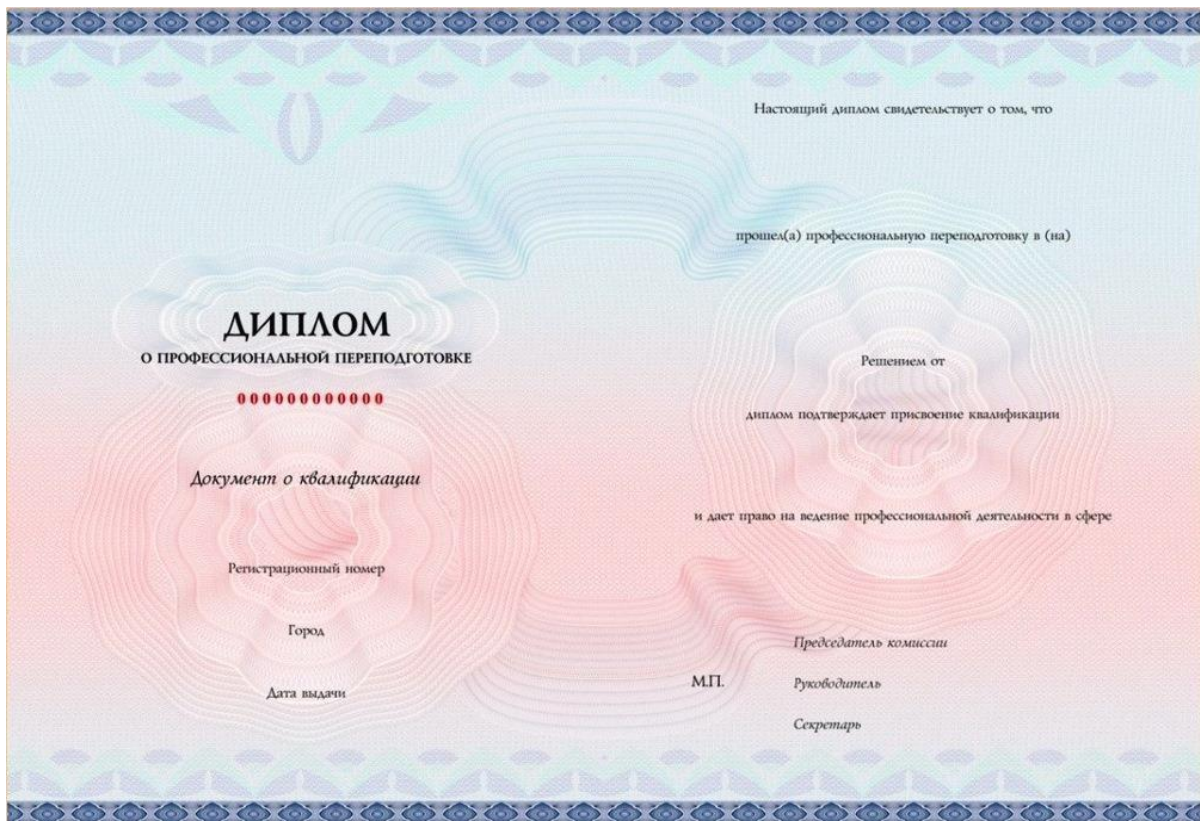 ДИПЛОМ
О ПРОФЕССИОНАЛЬНОЙ ПЕРЕПОДГОТОВКЕ
000000000000
Документ о квалификации
Регистрационный номер
Город
Дата выдачи
Настоящий диплом свидетельствует о том, что
прошел(а) профессиональную переподготовку в (на)
Решением от
диплом подтверждает присвоение квалификации
и дает право на ведение профессиональной деятельности в сфере
Председатель комиссии
М.П.
Руководитель
Секретарь